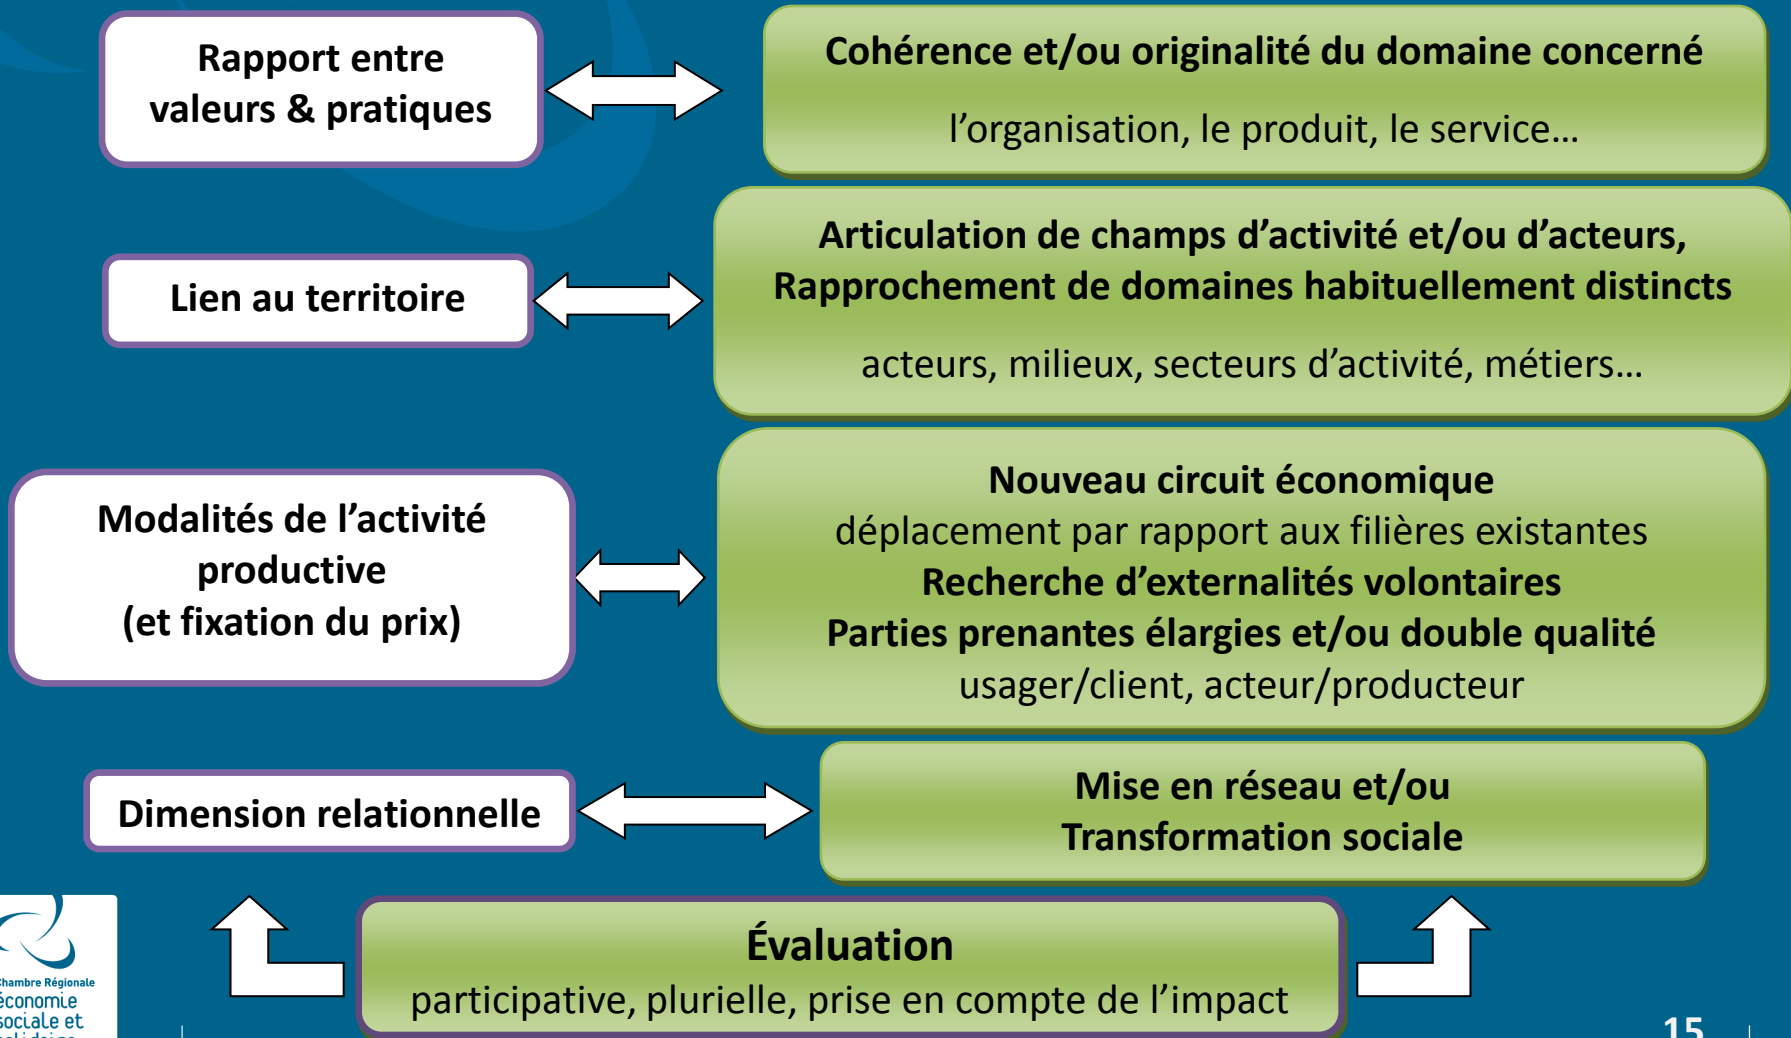 Rapport entre
valeurs & pratiques
Cohérence et/ou originalité du domaine concerné
l’organisation, le produit, le service…
Lien au territoire
Articulation de champs d’activité et/ou d’acteurs,
Rapprochement de domaines habituellement distincts
acteurs, milieux, secteurs d’activité, métiers…
Modalités de l’activité
productive
(et fixation du prix)
Nouveau circuit économique
déplacement par rapport aux filières existantes
Recherche d’externalités volontaires
Parties prenantes élargies et/ou double qualité
usager/client, acteur/producteur
Dimension relationnelle
Mise en réseau et/ou
Transformation sociale
Évaluation
participative, plurielle, prise en compte de l’impact
Chambre Régionale
économie
sociale et
15